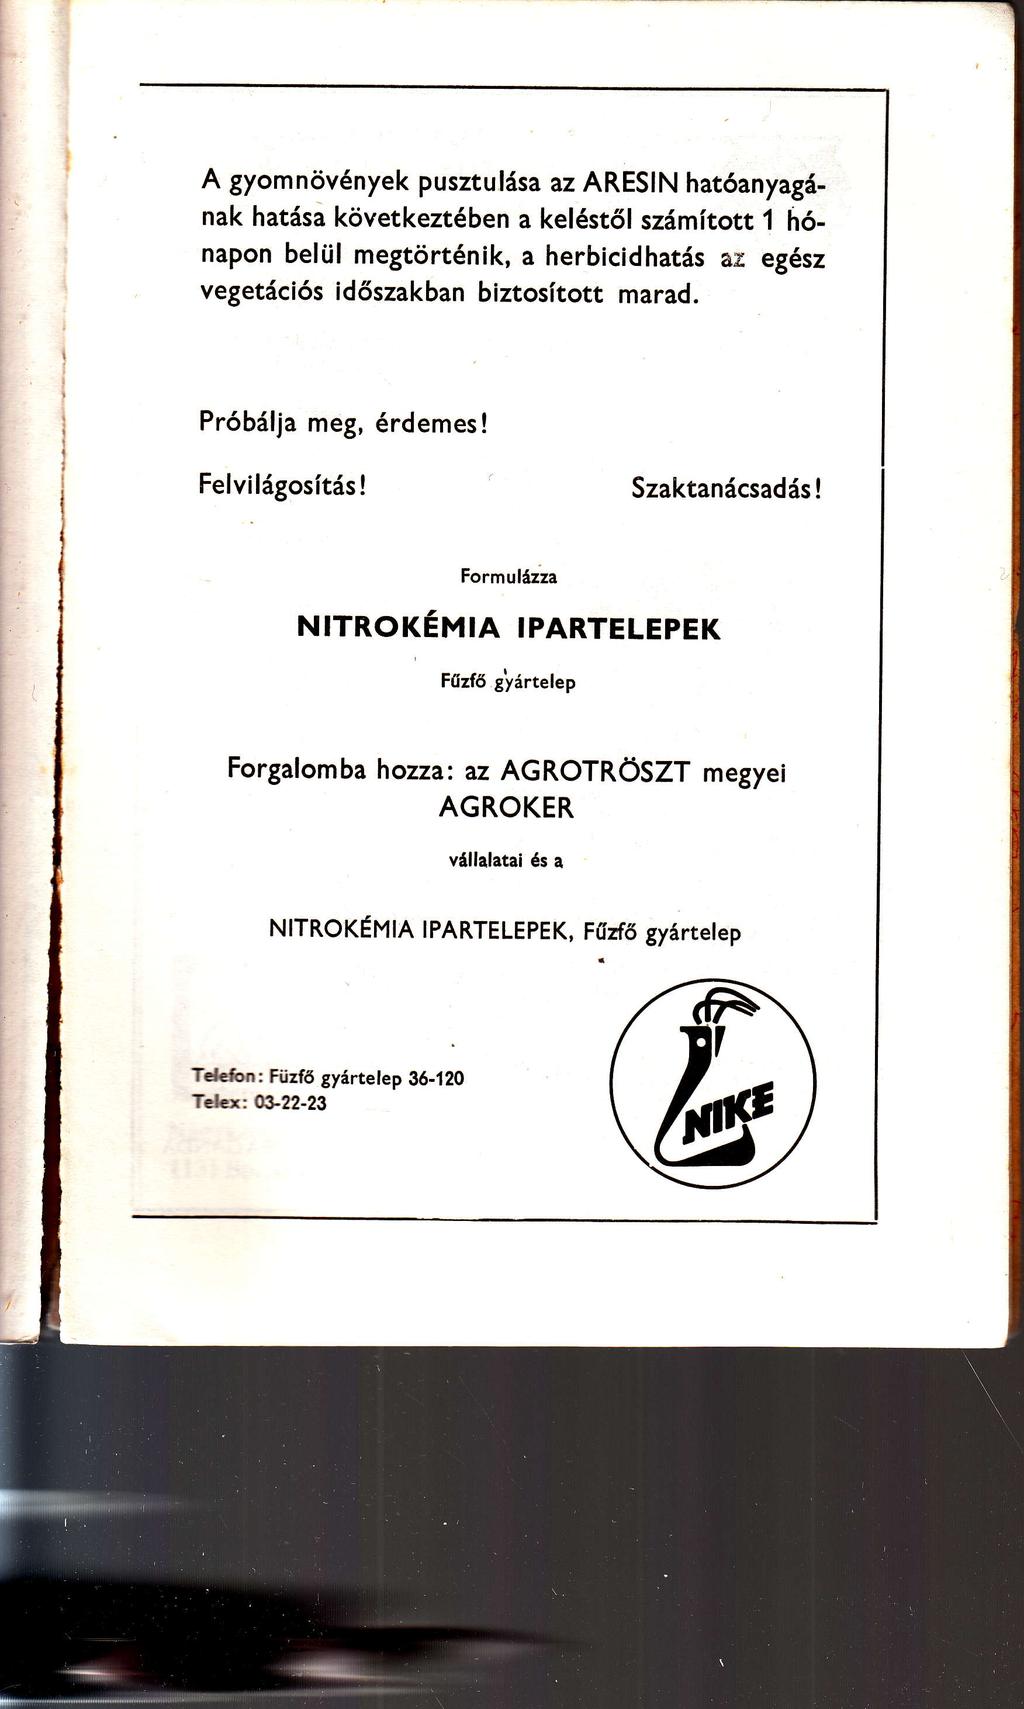 A gyomnövények pusztulása az ARESIN hatóanyagá-
nak hatása következtében a keléstől számított 1 hó-
napon belül megtörténik, a herbicidhatás az egész
vegetációs időszakban biztosított marad.
Próbálja meg, érdemes!
Felvilágosítás! Szaktanácsadás!
Formulázza
NITROKÉMIA IPARTELEPEK
Fűzfő gyártelep
Forgalomba hozza: az AGROTRÖSZT megyei
AGROKER
vállalatai és a
NITROKÉMIA IPARTELEPEK, Fűzfő gyártelep
Telefon: Fűzfő gyártelep 36-120
Telex: 03-22-23
NIKE